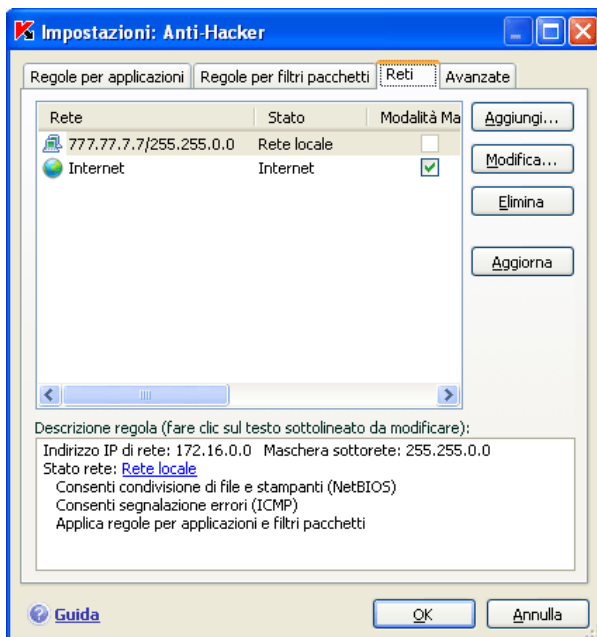 Impostazioni: Anti-Hacker
Regole per applicazioni Regole per filtri pacchetti Reti Avanzate
Rete Stato Modalità Ma
777.77.7.7/255.255.0.0 Rete locale
Internet Internet
Aggiungi...
Modifica...
Elimina
Aggiorna
Descrizione regola (fare clic sul testo sottolineato da modificare):
Indirizzo IP di rete: 172.16.0.0 Maschera sottorete: 255.255.0.0
Stato rete: Rete locale
Consenti condivisione di file e stampanti (NetBIOS)
Consenti segnalazione errori (ICMP)
Applica regole per applicazioni e filtri pacchetti
Guida OK Annulla